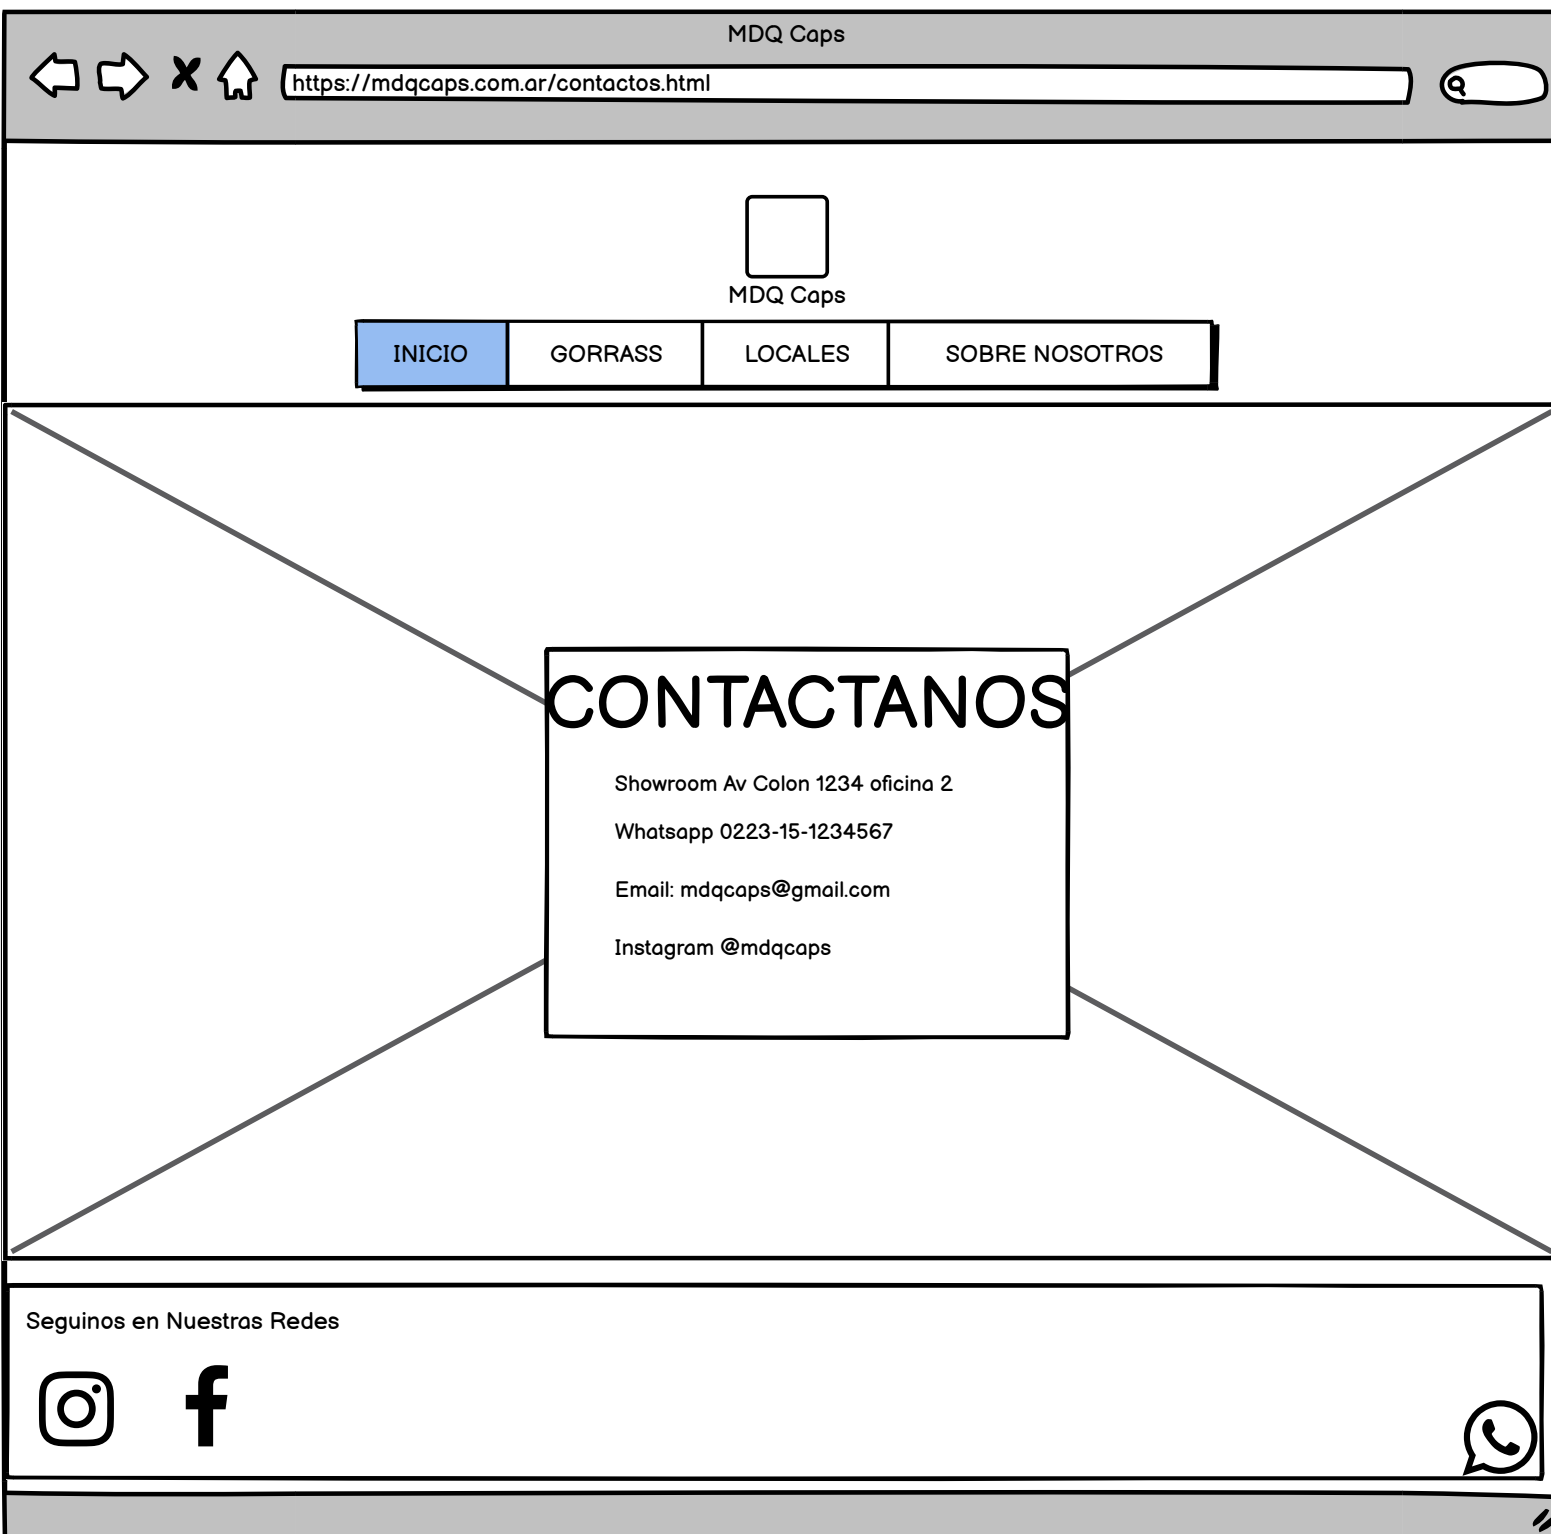 MDQ Caps
https://mdqcaps.com.ar/contactos.html
MDQ Caps
INICIO GORRASS LOCALES SOBRE NOSOTROS
CONTACTANOS
Showroom Av Colon 1234 oficina 2
Whatsapp 0223-15-1234567
Email: mdqcaps@gmail.com
Instagram @mdqcaps
Seguinos en Nuestras Redes